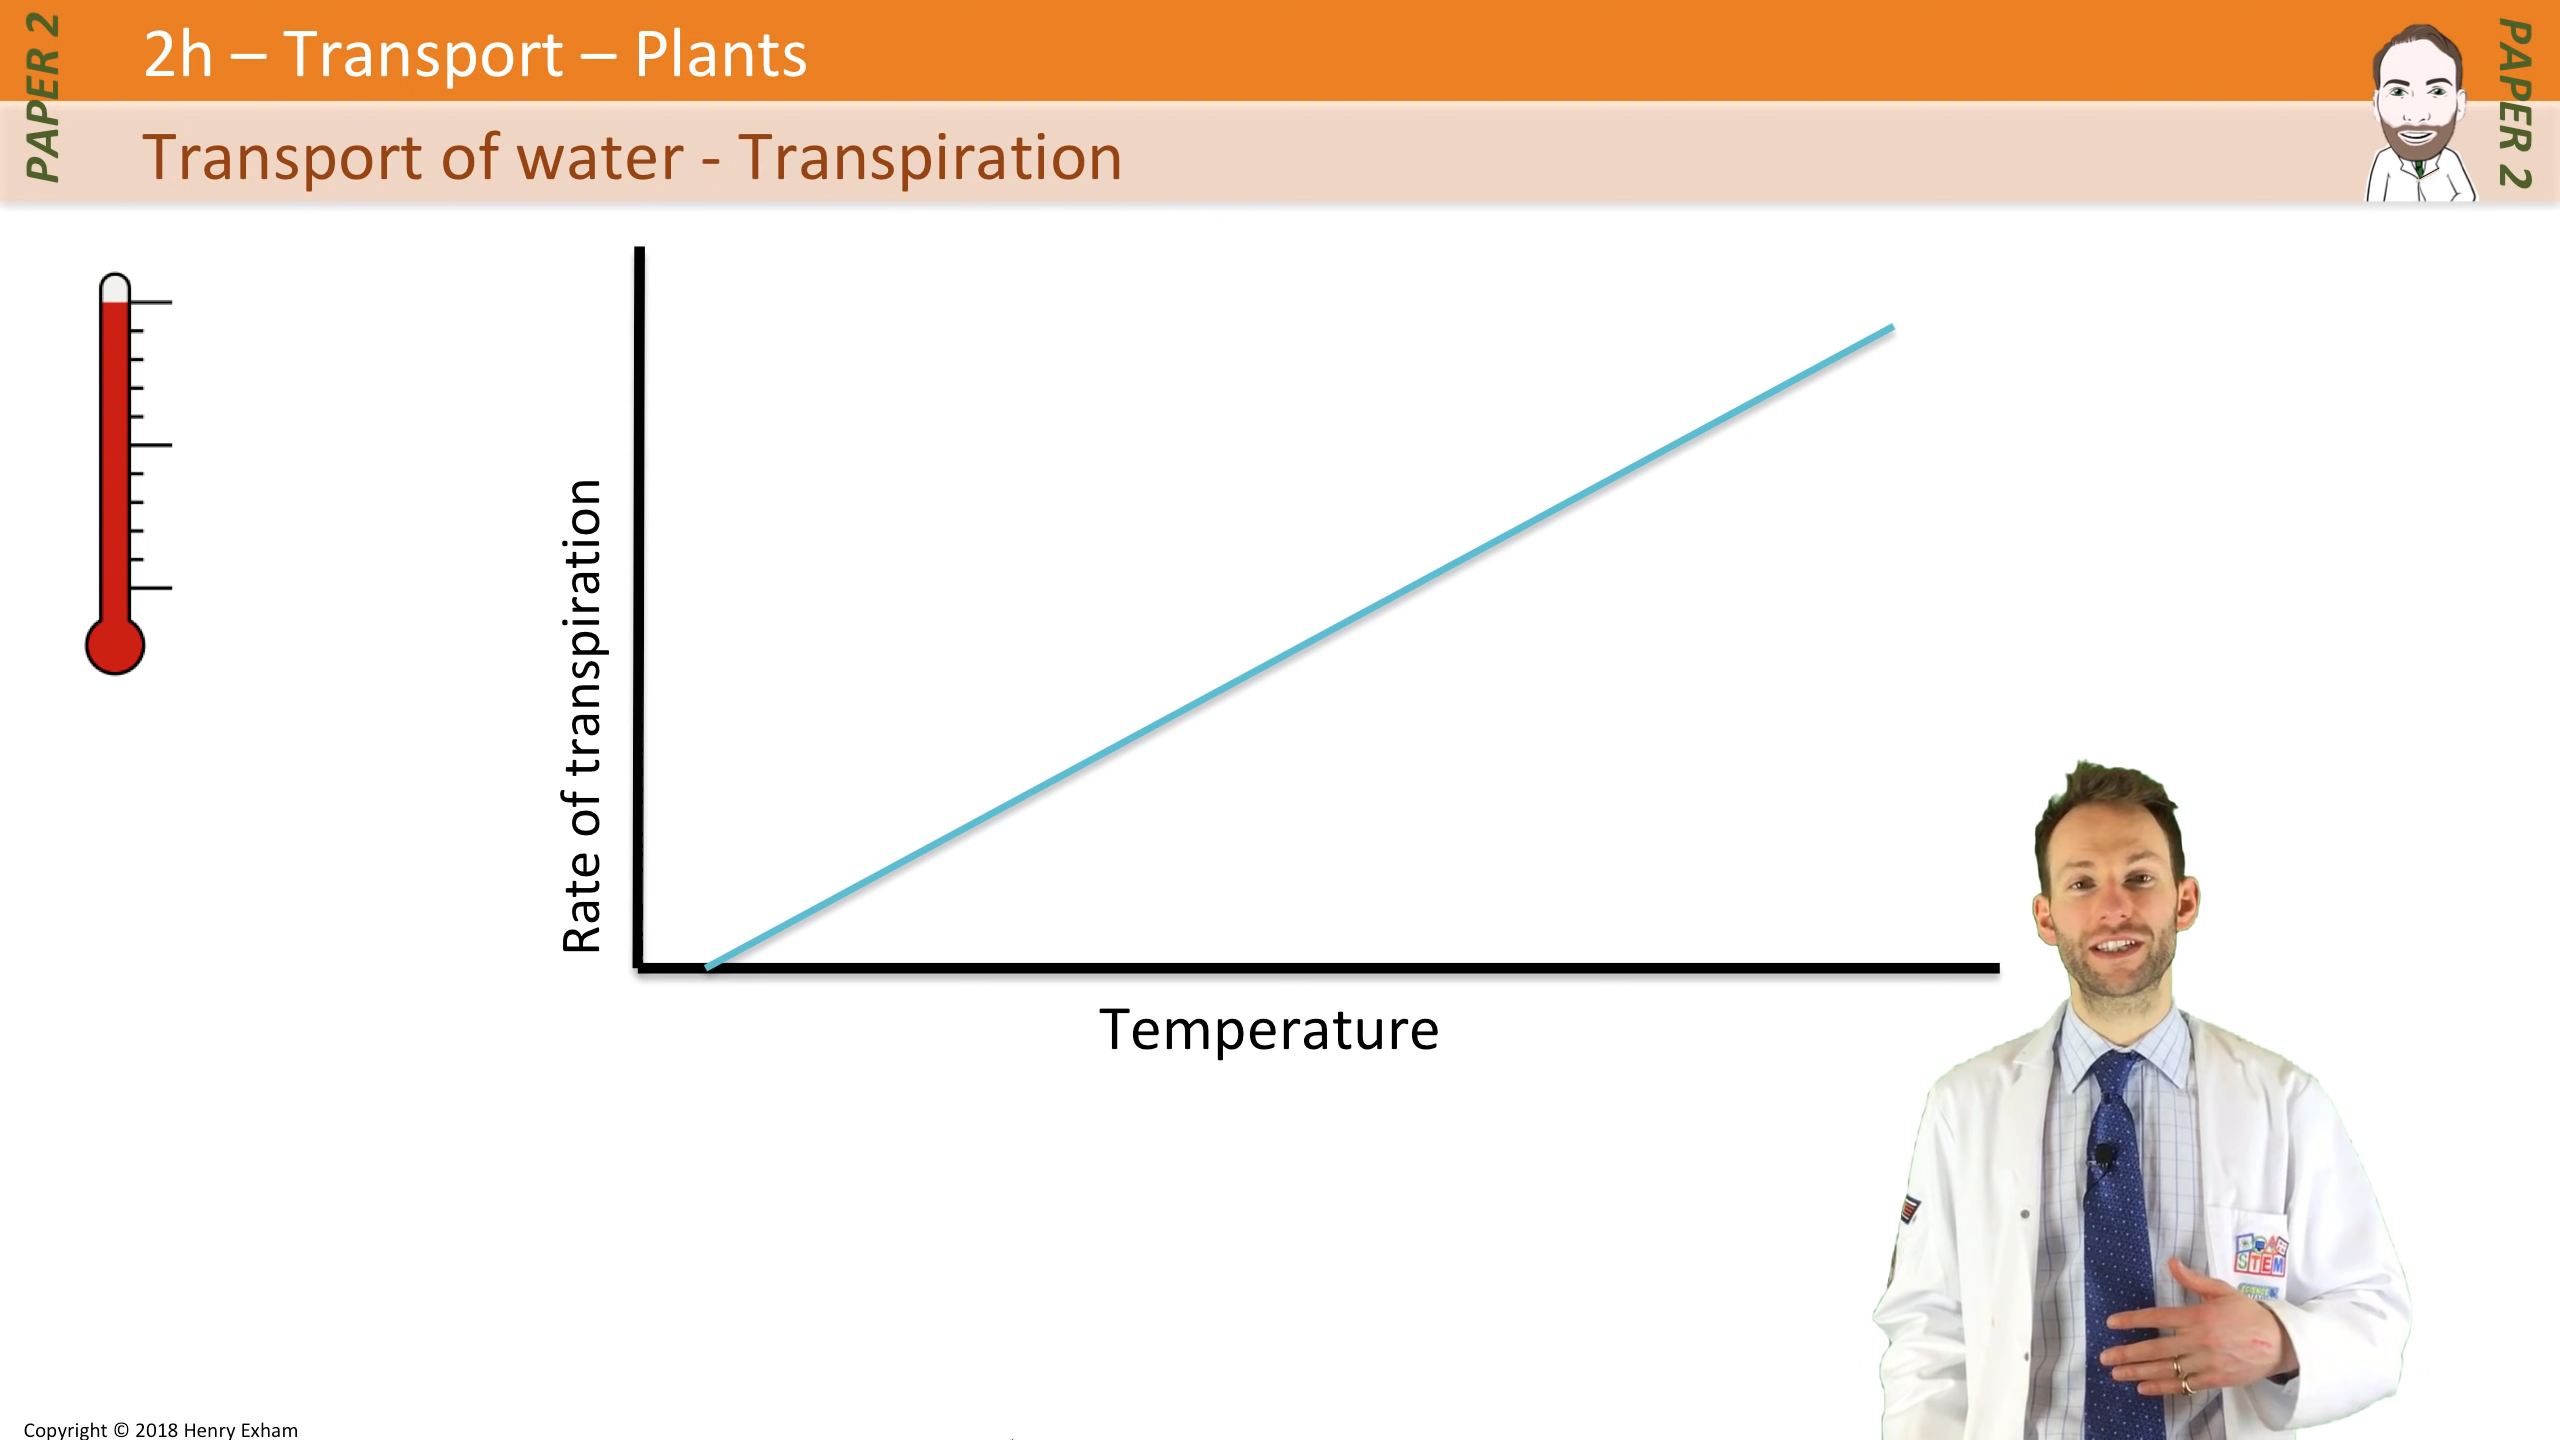 PAPER 2
2h – Transport – Plants
PAPER 2
Transport of water - Transpiration
Rate of transpiration
Temperature
STEM
Copyright © 2018 Henry Exham